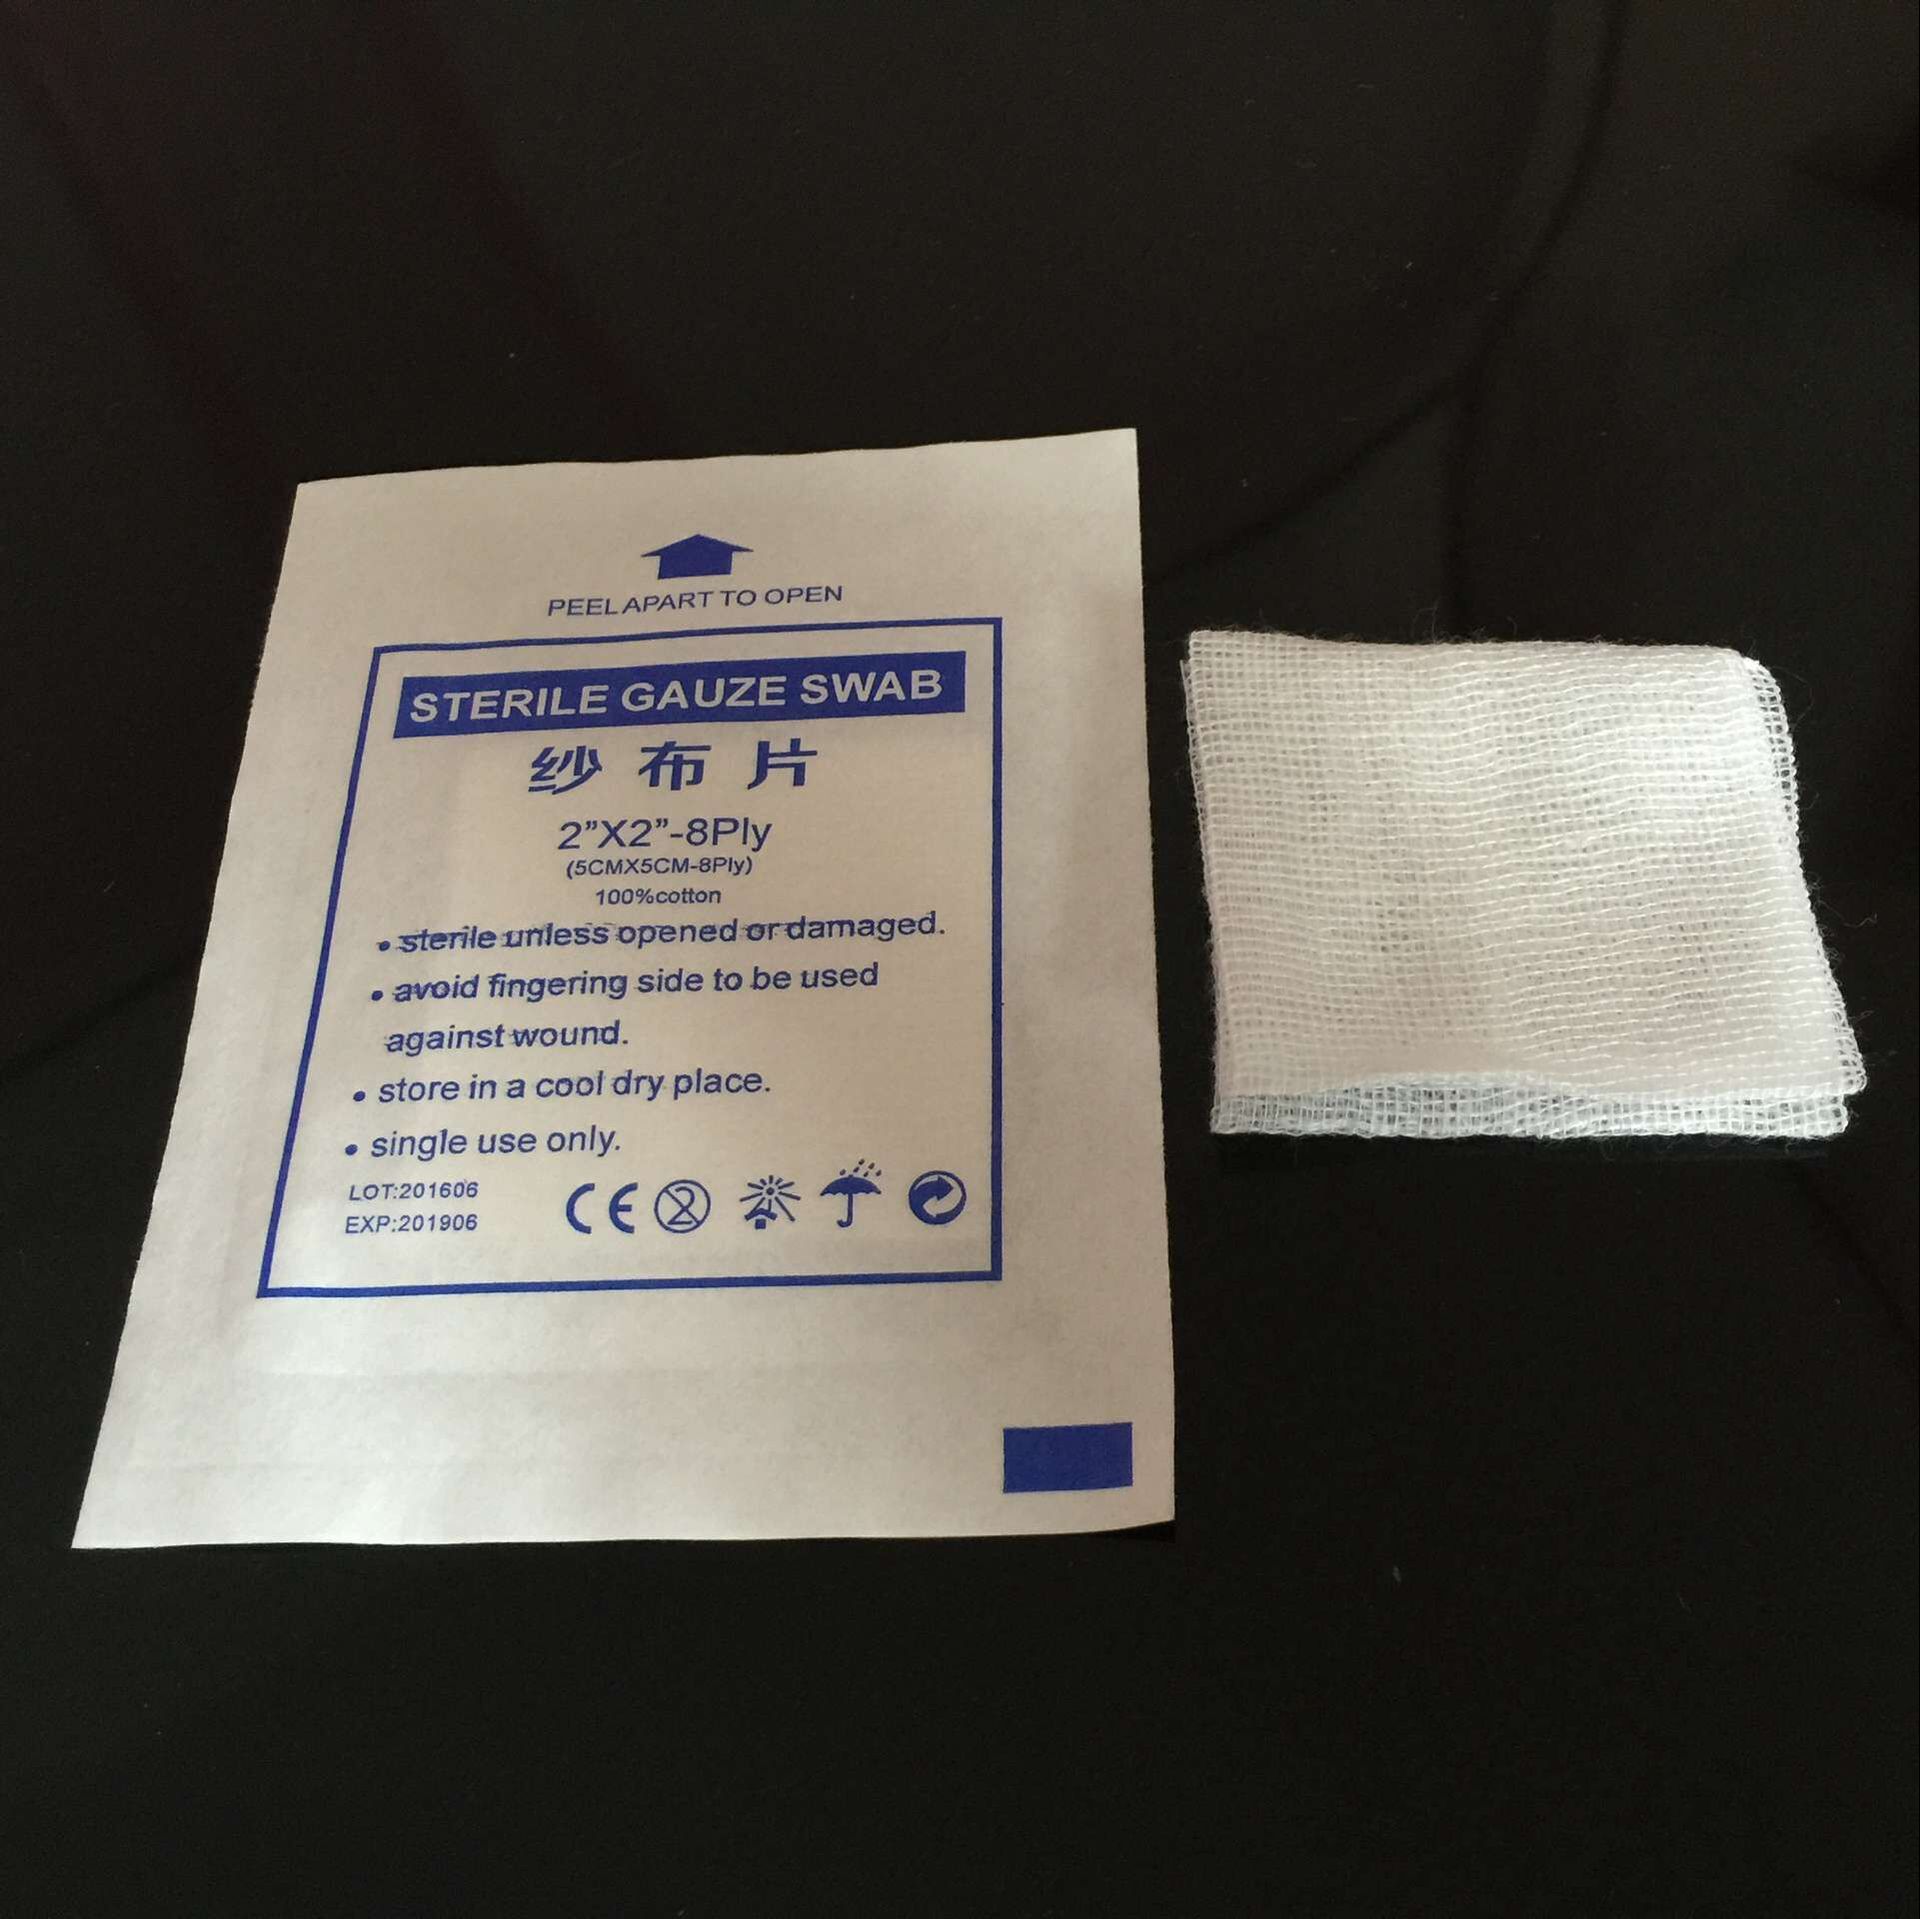 PEEL APART TO OPEN
STERILE GAUZE SWAB
纱布片
2”X2”-8Ply
(5CMX5CM-8Ply)
100%cotton
• sterile unless opened or damaged.
• avoid fingering side to be used
against wound.
• store in a cool dry place.
• single use only.
LOT:201606
EXP:201906
CE 2